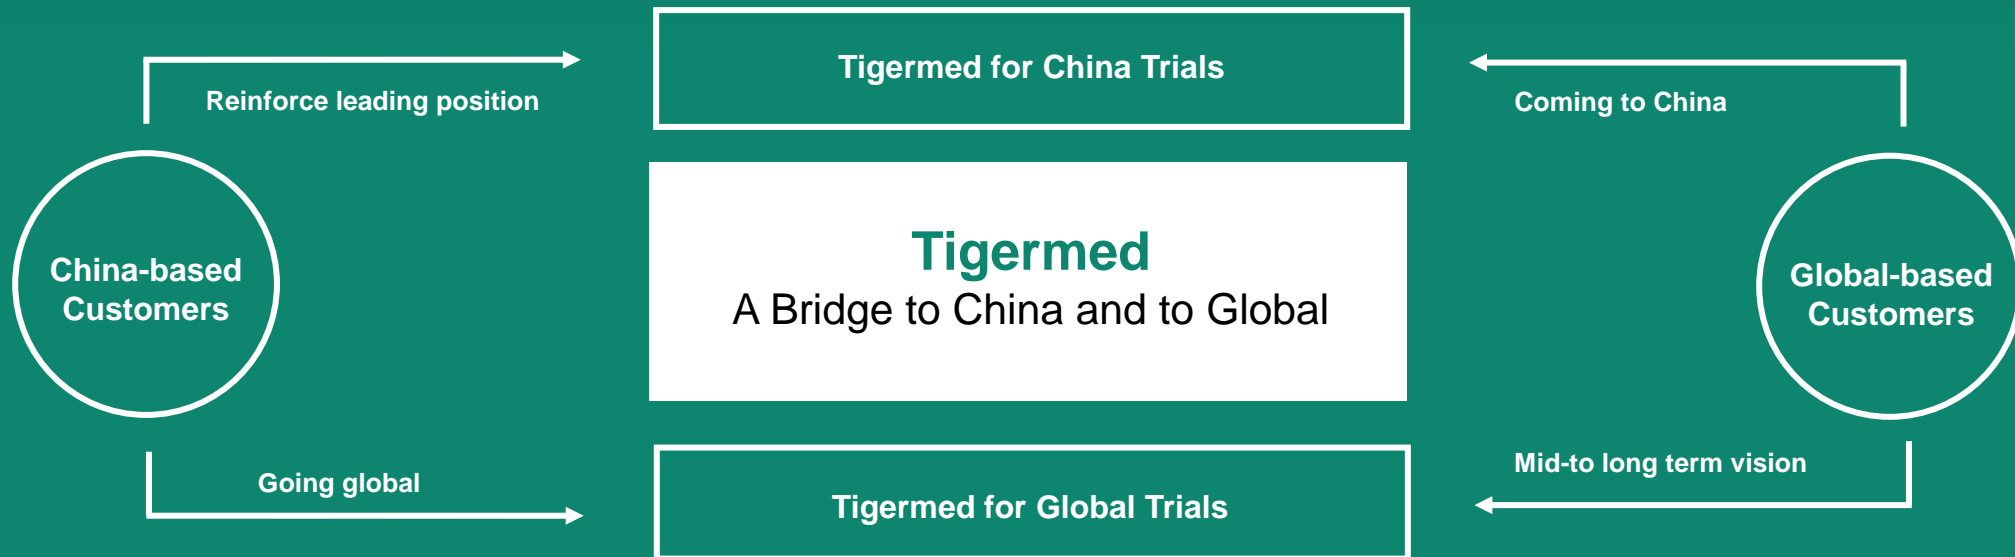 Tigermed for China Trials
Reinforce leading position
Coming to China
China-based
Customers
Tigermed
A Bridge to China and to Global
Global-based
Customers
Going global
Mid-to long term vision
Tigermed for Global Trials